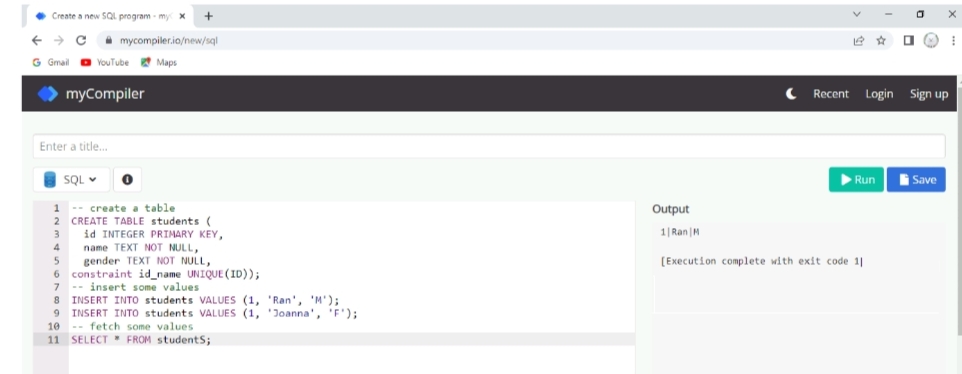 Create a new SQL program - my
mycompiler.io/new/sql
Gmail YouTube Maps
myCompiler Recent Login Sign up
Enter a title...
SQL Run Save
1 -- create a table
2 CREATE TABLE students (
3 id INTEGER PRIMARY KEY,
4 name TEXT NOT NULL,
5 gender TEXT NOT NULL,
6 constraint id_name UNIQUE(ID));
7 -- insert some values
8 INSERT INTO students VALUES (1, 'Ran', 'M');
9 INSERT INTO students VALUES (1, 'Joanna', 'F');
10 -- fetch some values
11 SELECT * FROM studentS;
Output
1|Ran|M
[Execution complete with exit code 1|